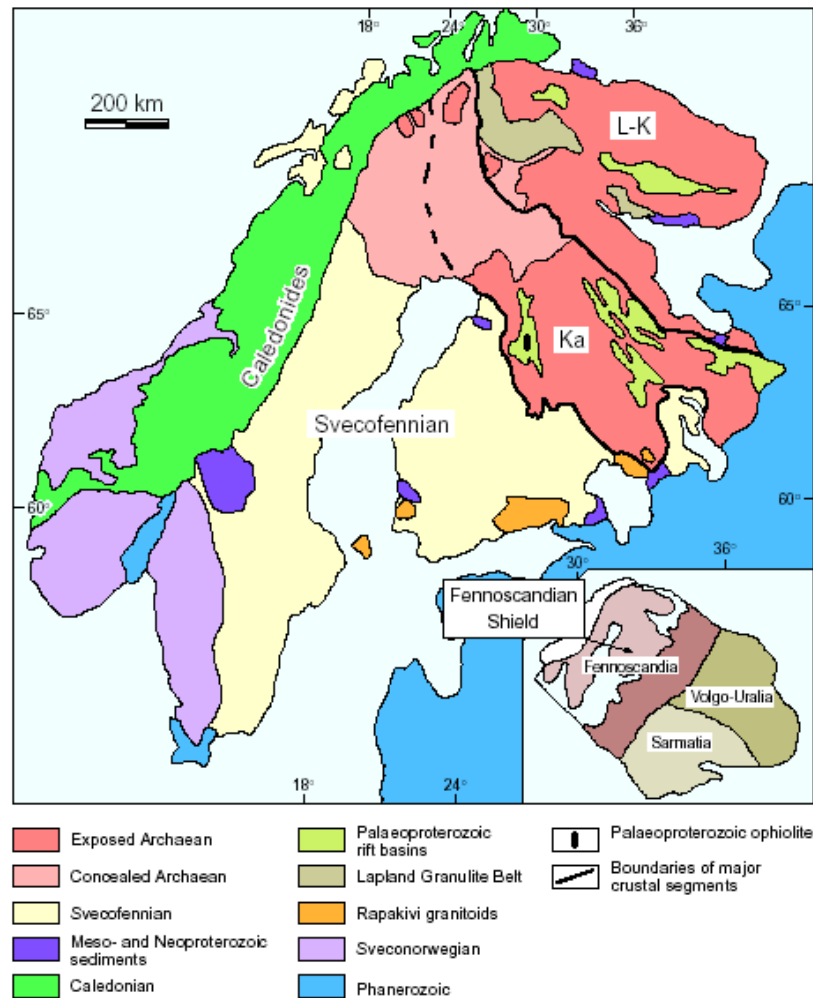 18°
24°
30°
36°
200 km
L-K
Caledonides
65°
65°
Ka
Svecofennian
60°
60°
36°
30°
Fennoscandian
Shield
Fennoscandia
Volgo-Uralia
Sarmatia
18°
24°
Exposed Archaean
Concealed Archaean
Svecofennian
Meso- and Neoproterozoic
sediments
Caledonian
Palaeoproterozoic
rift basins
Lapland Granulite Belt
Rapakivi granitoids
Sveconorwegian
Phanerozoic
Palaeoproterozoic ophiolite
Boundaries of major
crustal segments